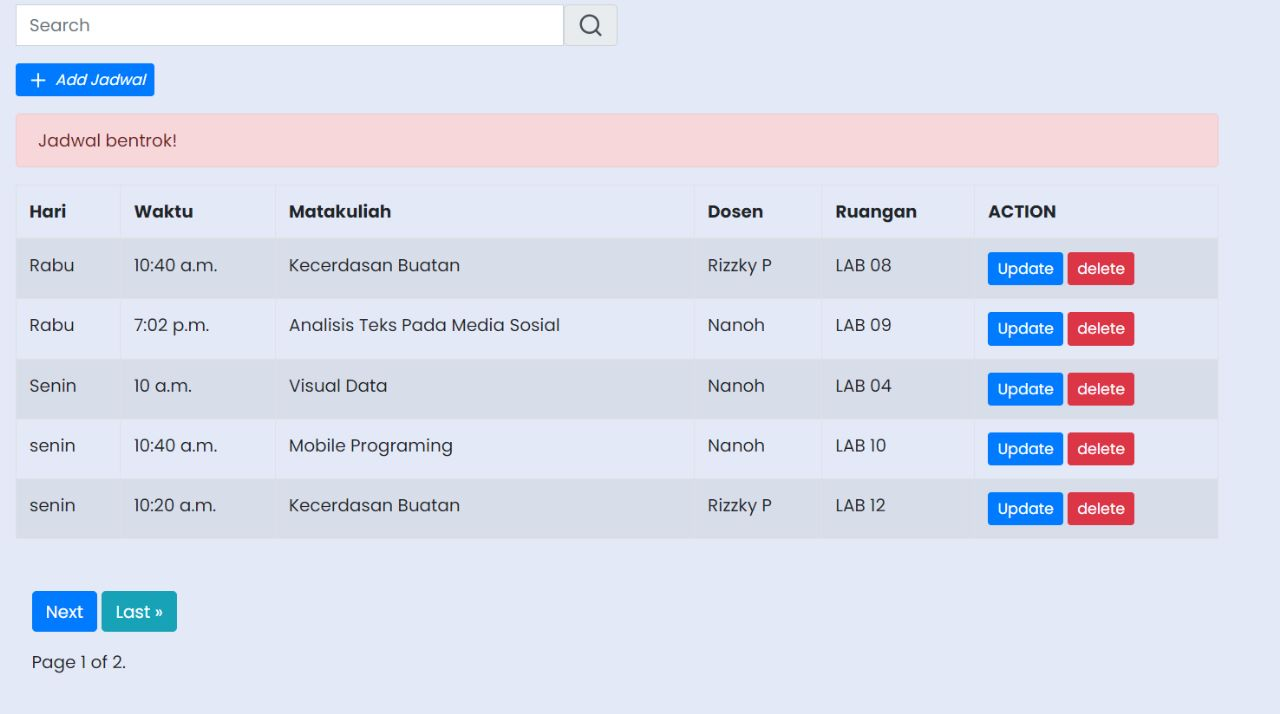 Search
Add Jadwal
Jadwal bentrok!
Hari Waktu Matakuliah Dosen Ruangan ACTION
Rabu 10:40 a.m. Kecerdasan Buatan Rizzky P LAB 08 Update delete
Rabu 7:02 p.m. Analisis Teks Pada Media Sosial Nanoh LAB 09 Update delete
Senin 10 a.m. Visual Data Nanoh LAB 04 Update delete
senin 10:40 a.m. Mobile Programing Nanoh LAB 10 Update delete
senin 10:20 a.m. Kecerdasan Buatan Rizzky P LAB 12 Update delete
Next Last »
Page 1 of 2.